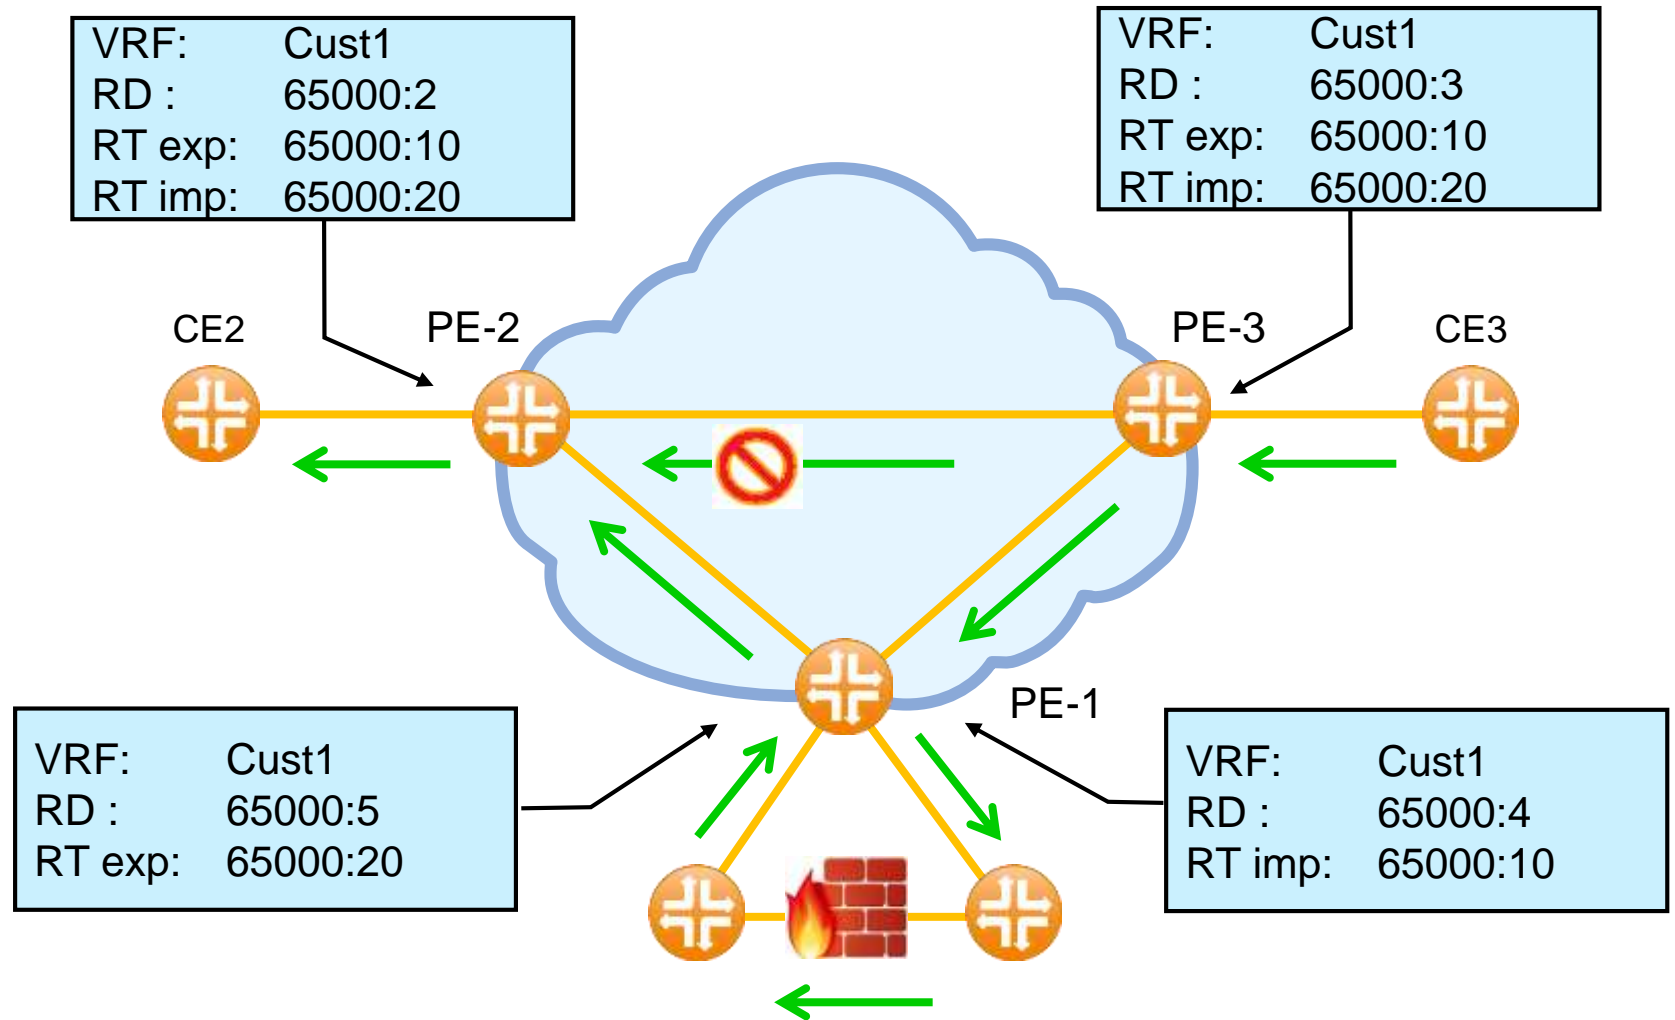 VRF: Cust1
RD : 65000:2
RT exp: 65000:10
RT imp: 65000:20
VRF: Cust1
RD : 65000:3
RT exp: 65000:10
RT imp: 65000:20
CE2
PE-2
PE-3
CE3
PE-1
VRF: Cust1
RD : 65000:5
RT exp: 65000:20
VRF: Cust1
RD : 65000:4
RT imp: 65000:10